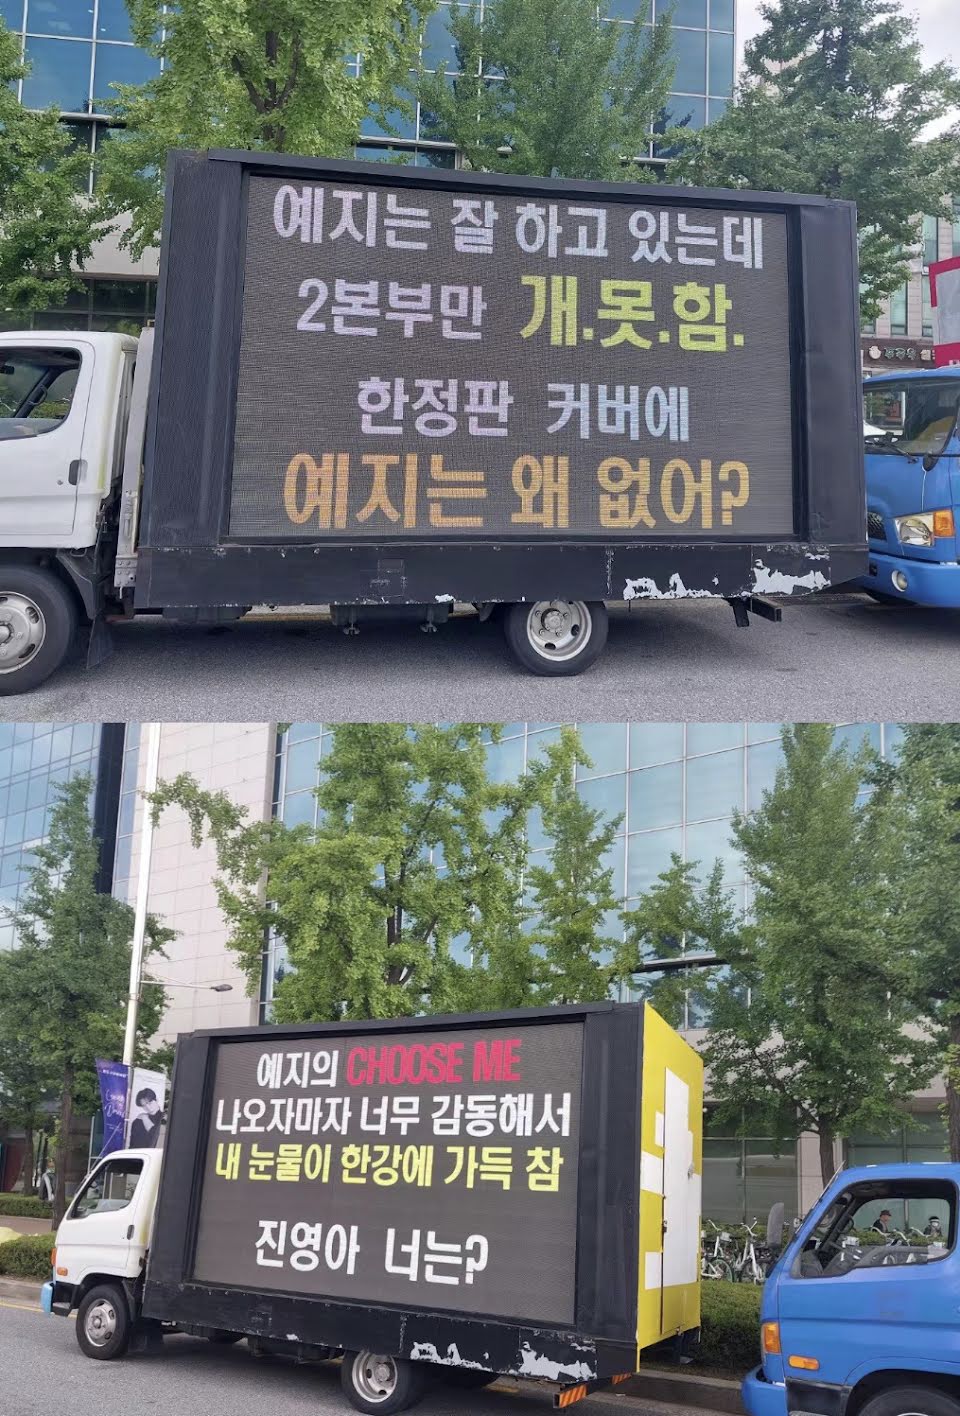 예지는 잘 하고 있는데
2본부만 개.못.함.
한정판 커버에
예지는 왜 없어?
예지의 CHOOSE ME
나오자마자 너무 감동해서
내 눈물이 한강에 가득 참
진영아 너는?